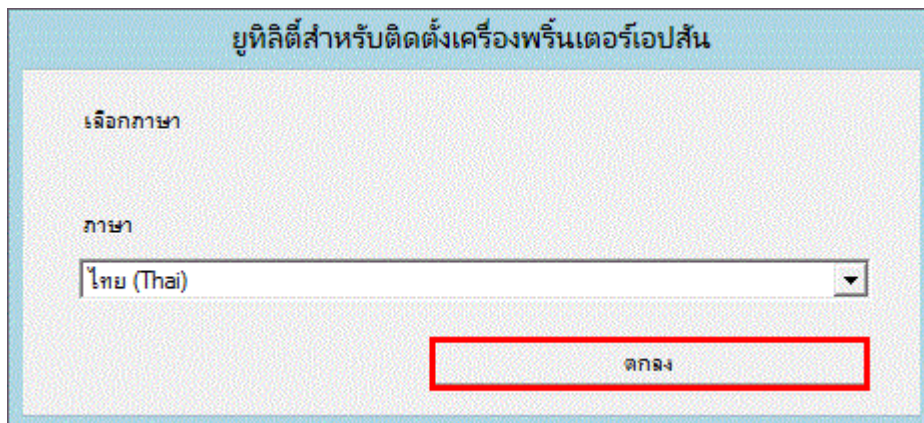 ยูทิลิตี้สำหรับติดตั้งเครื่องพริ้นเตอร์เอปสัน
เลือกภาษา
ภาษา
ไทย (Thai)
ตกลง